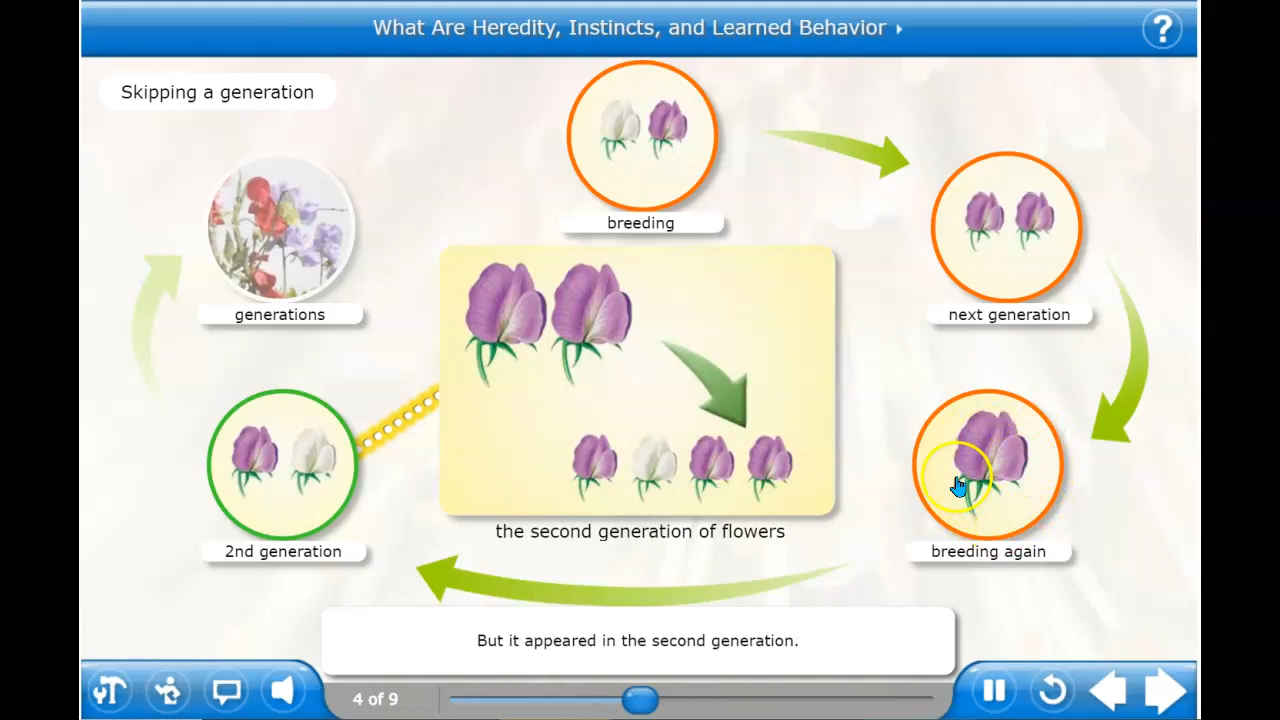 What Are Heredity, Instincts, and Learned Behavior
?
Skipping a generation
breeding
generations
next generation
the second generation of flowers
2nd generation
breeding again
But it appeared in the second generation.
4 of 9